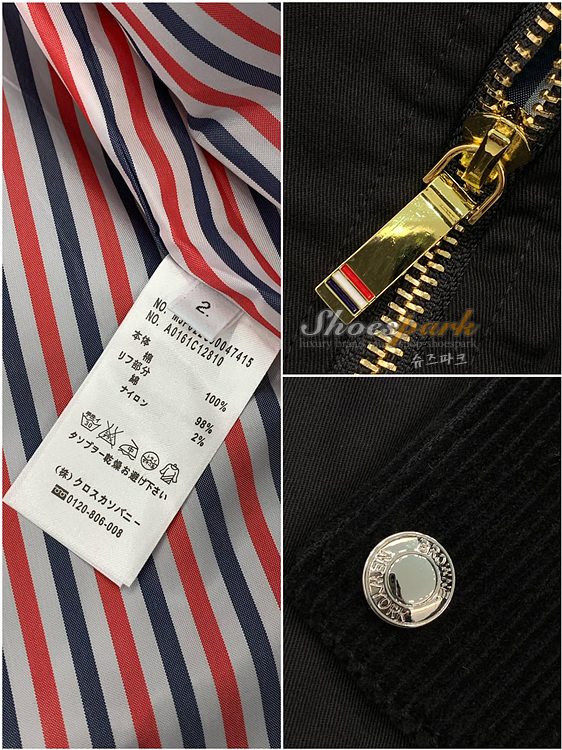 2
NO. A0161C12810
本体
綿 100%
リブ部分
綿 98%
ナイロン 2%
タンブラー乾燥お避け下さい
(株)クロスカンパニー
0120-806-008
Shoespark
슈즈파크
BROWNE
NEW YORK